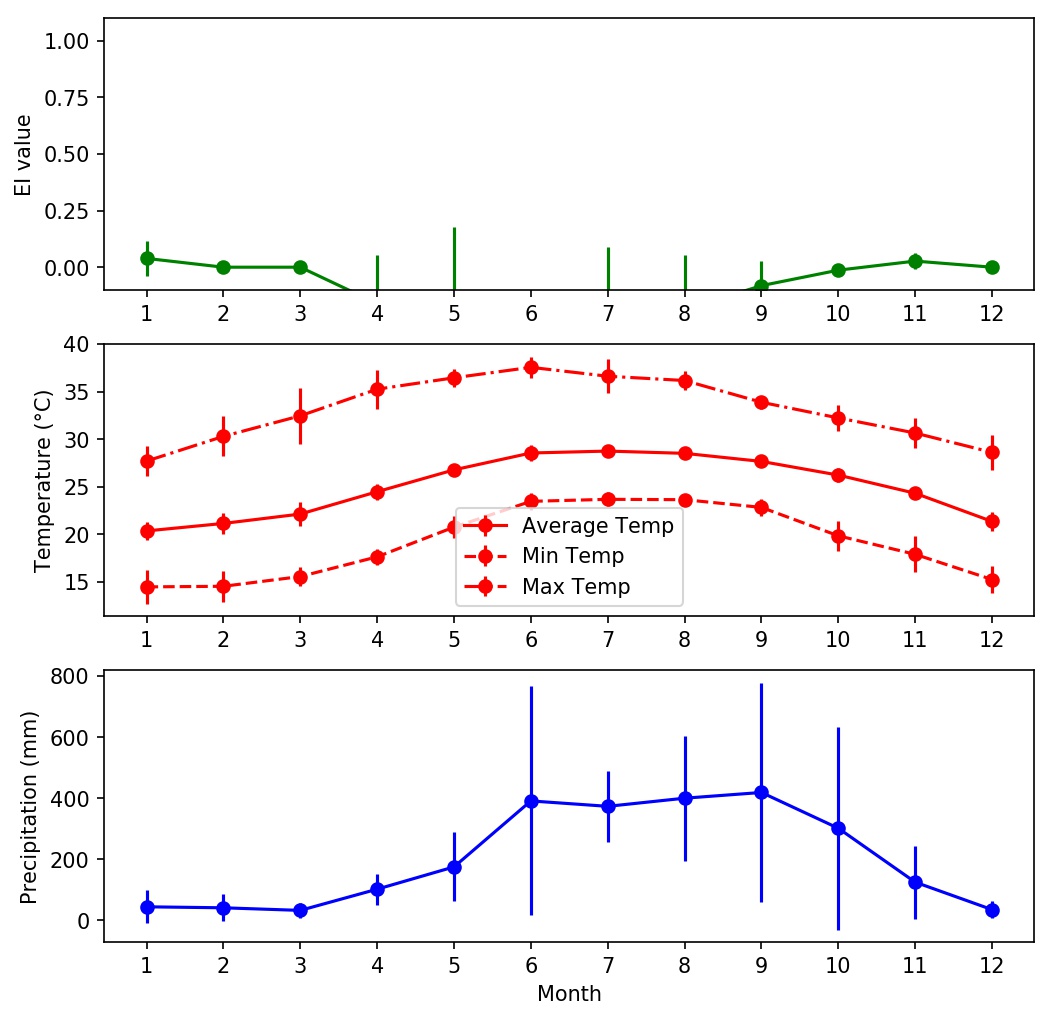 EI value
1.00
0.75
0.50
0.25
0.00
1 2 3 4 5 6 7 8 9 10 11 12
Temperature (°C)
40
35
30
25
20
15
Average Temp
Min Temp
Max Temp
1 2 3 4 5 6 7 8 9 10 11 12
Precipitation (mm)
800
600
400
200
0
1 2 3 4 5 6 7 8 9 10 11 12
Month